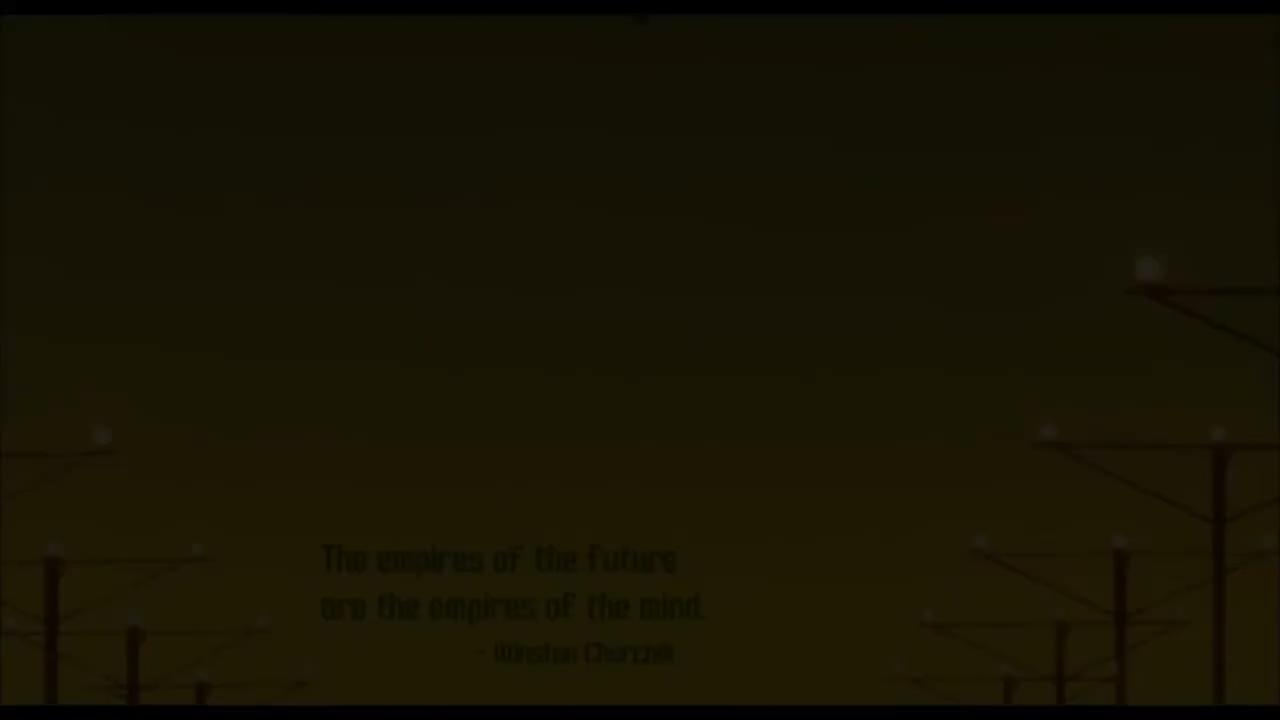 The empires of the future
are the empires of the mind.
- Winston Churchill